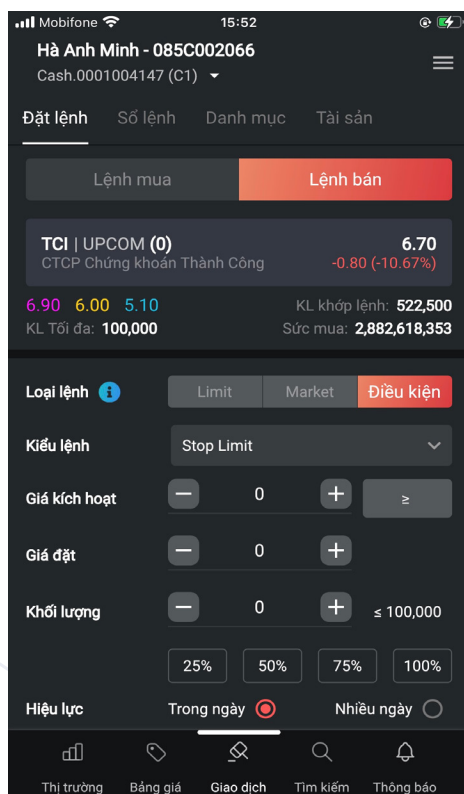 Mobifone 15:52
Hà Anh Minh - 085C002066
Cash.0001004147 (C1)
Đặt lệnh Sổ lệnh Danh mục Tài sản
Lệnh mua Lệnh bán
TCI | UPCOM (0) 6.70
CTCP Chứng khoán Thành Công -0.80 (-10.67%)
6.90 6.00 5.10 KL khớp lệnh: 522,500
KL Tối đa: 100,000 Sức mua: 2,882,618,353
Loại lệnh i Limit Market Điều kiện
Kiểu lệnh Stop Limit
Giá kích hoạt − 0 + ≥
Giá đặt − 0 +
Khối lượng − 0 + ≤ 100,000
25% 50% 75% 100%
Hiệu lực Trong ngày Nhiều ngày
Thị trường Bảng giá Giao dịch Tìm kiếm Thông báo